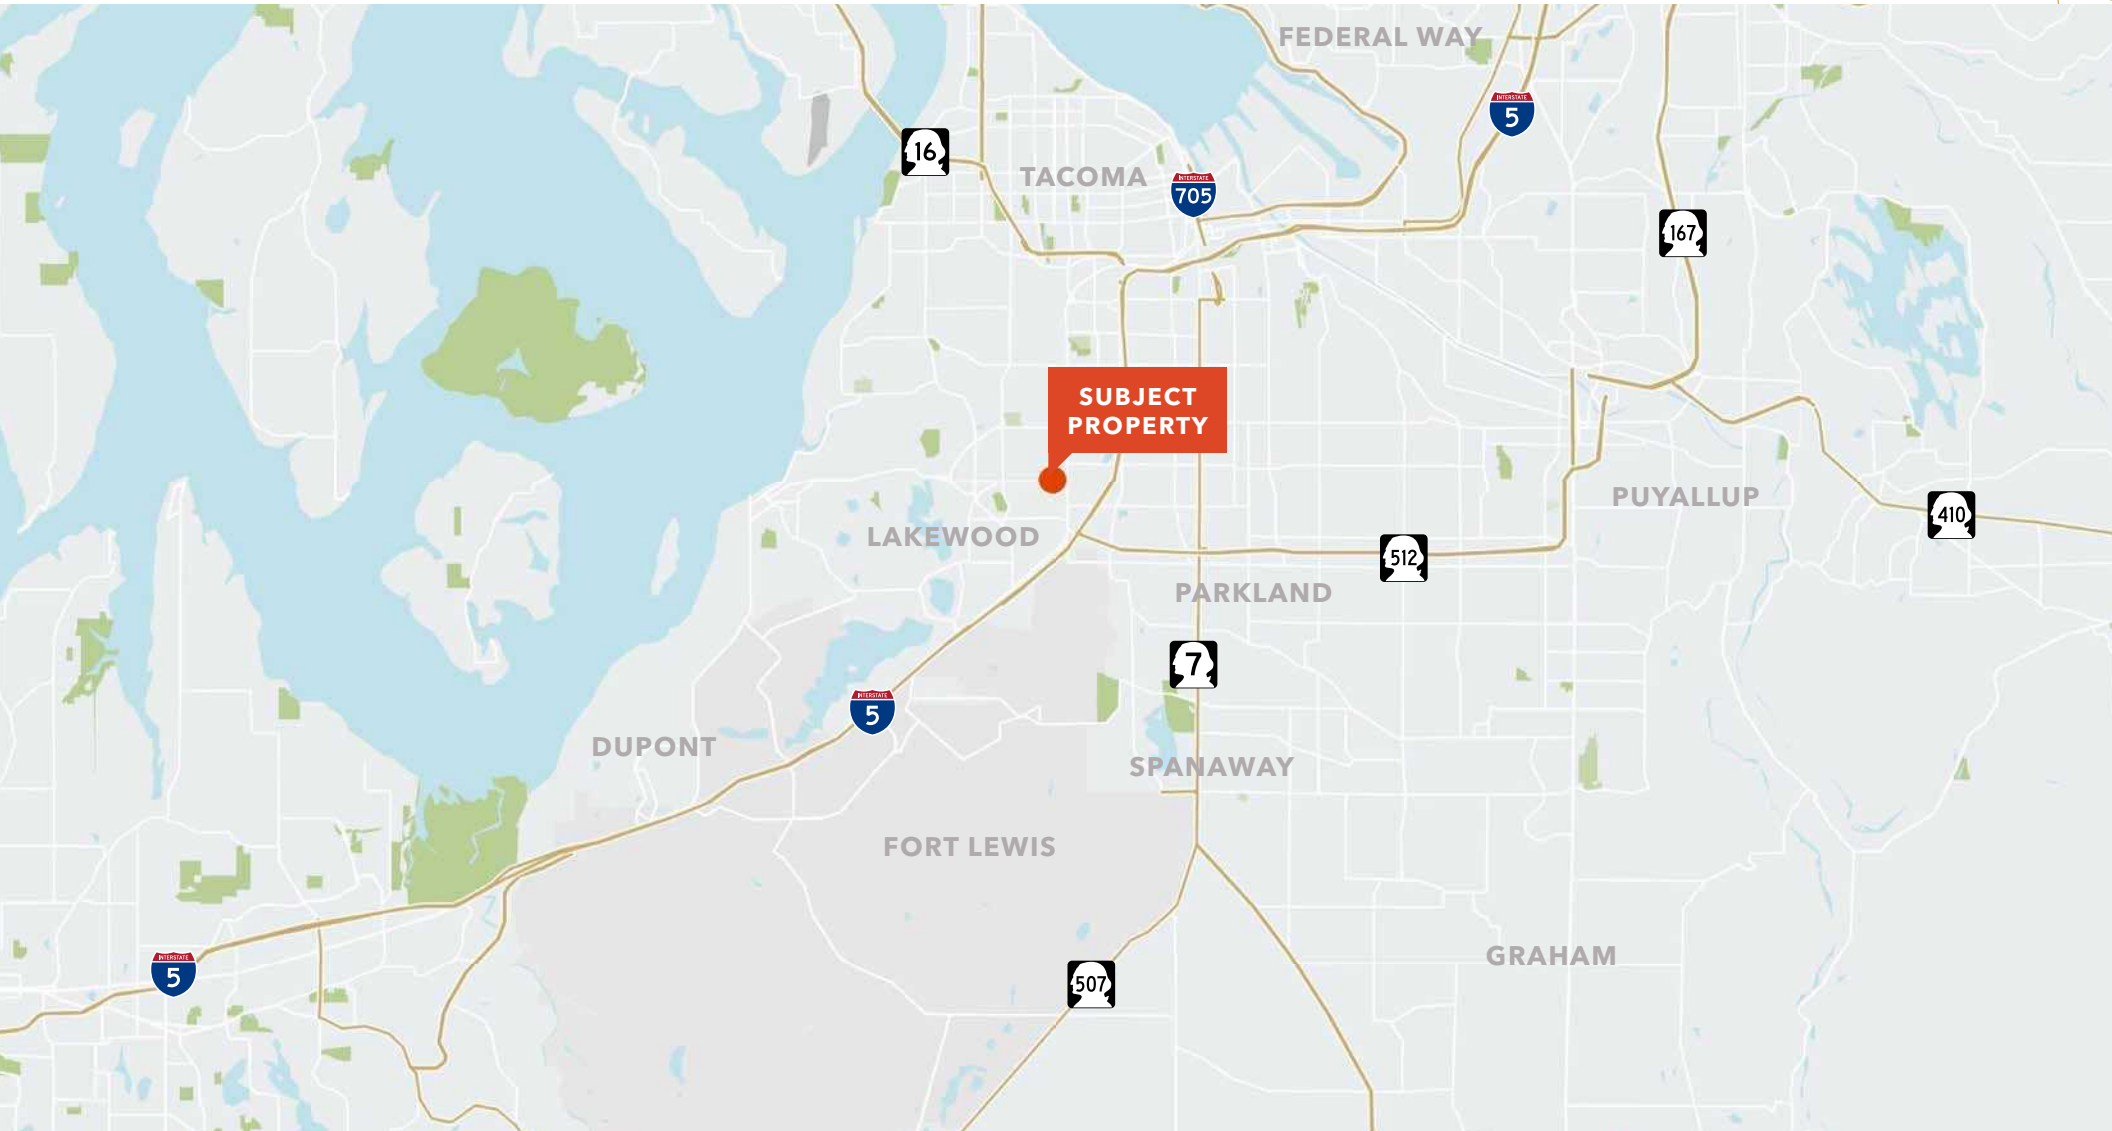 FEDERAL WAY
INTERSTATE
5
16
TACOMA
INTERSTATE
705
167
SUBJECT
PROPERTY
PUYALLUP
410
LAKEWOOD
512
PARKLAND
7
INTERSTATE
5
DUPONT
SPANAWAY
FORT LEWIS
GRAHAM
INTERSTATE
5
507